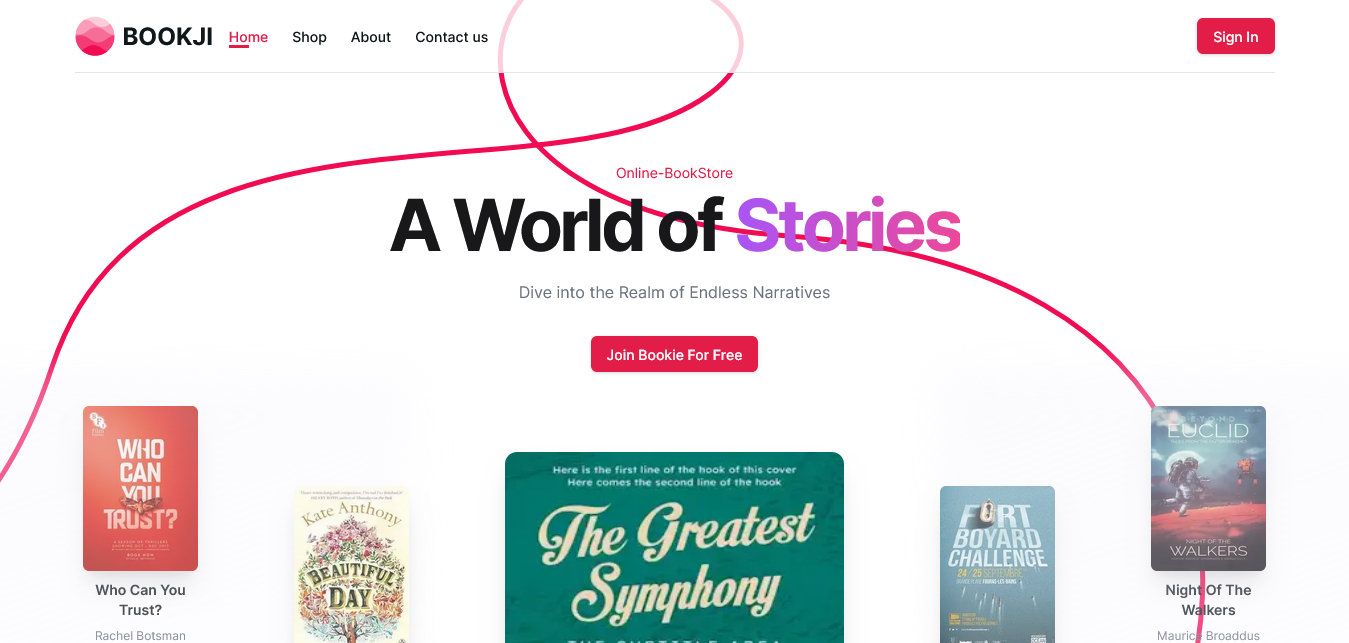 BOOKJI
Home
Shop
About
Contact us
Sign In
Online-BookStore
A World of Stories
Dive into the Realm of Endless Narratives
Join Bookie For Free
WHO
CAN
YOU
TRUST?
Who Can You
Trust?
Rachel Botsman
Kate Anthony
BEAUTIFUL
DAY
Here is the first line of the hook of this cover
Here comes the second line of the hook
The Greatest
Symphony
THE SUBTITLE AREA
FORT
BOYARD
CHALLENGE
24 / 25 SEPTEMBRE
BEYOND
EUCLID
NIGHT OF THE
WALKERS
Night Of The
Walkers
Maurice Broaddus